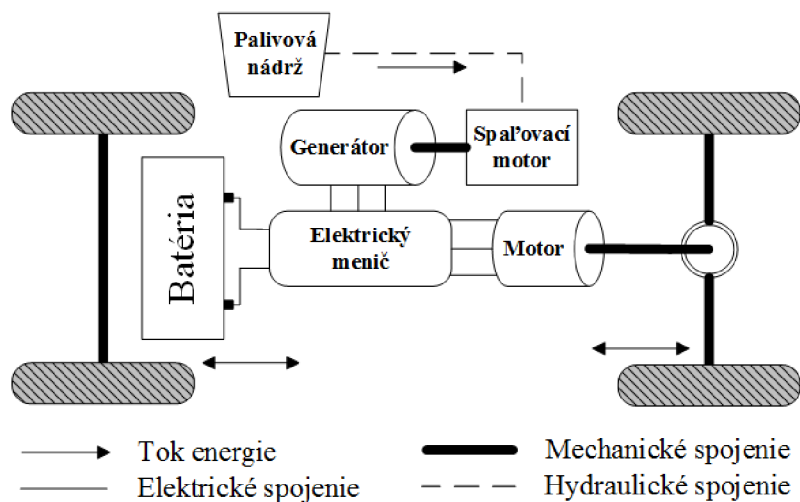 Palivová
nádrž
Generátor
Spaľovací
motor
Batéria
Elektrický
menič
Motor
Tok energie
Mechanické spojenie
Elektrické spojenie
Hydraulické spojenie